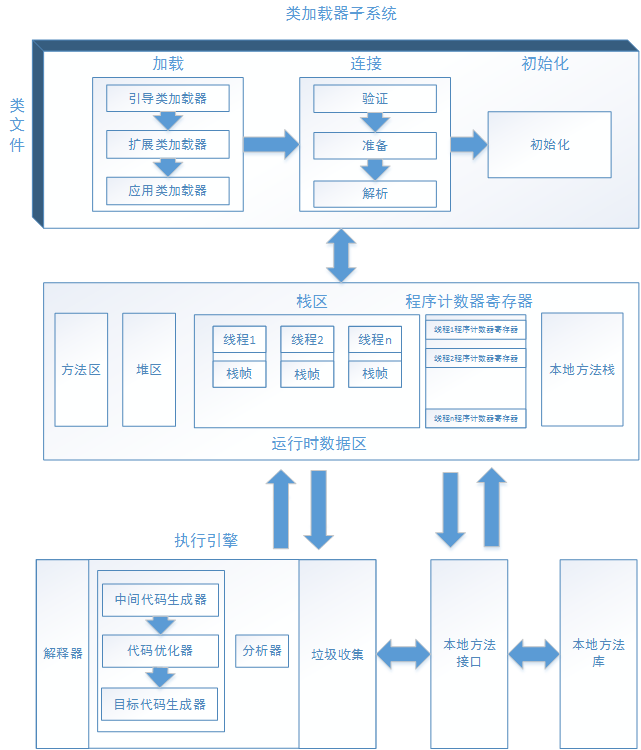 类加载器子系统
类文件
加载
连接
初始化
引导类加载器
扩展类加载器
应用类加载器
验证
准备
解析
初始化
栈区
程序计数器寄存器
方法区
堆区
线程1
栈帧
线程2
栈帧
线程n
栈帧
线程1程序计数器寄存器
线程2程序计数器寄存器
线程n程序计数器寄存器
本地方法栈
运行时数据区
执行引擎
解释器
中间代码生成器
代码优化器
目标代码生成器
分析器
垃圾收集
本地方法
接口
本地方法
库